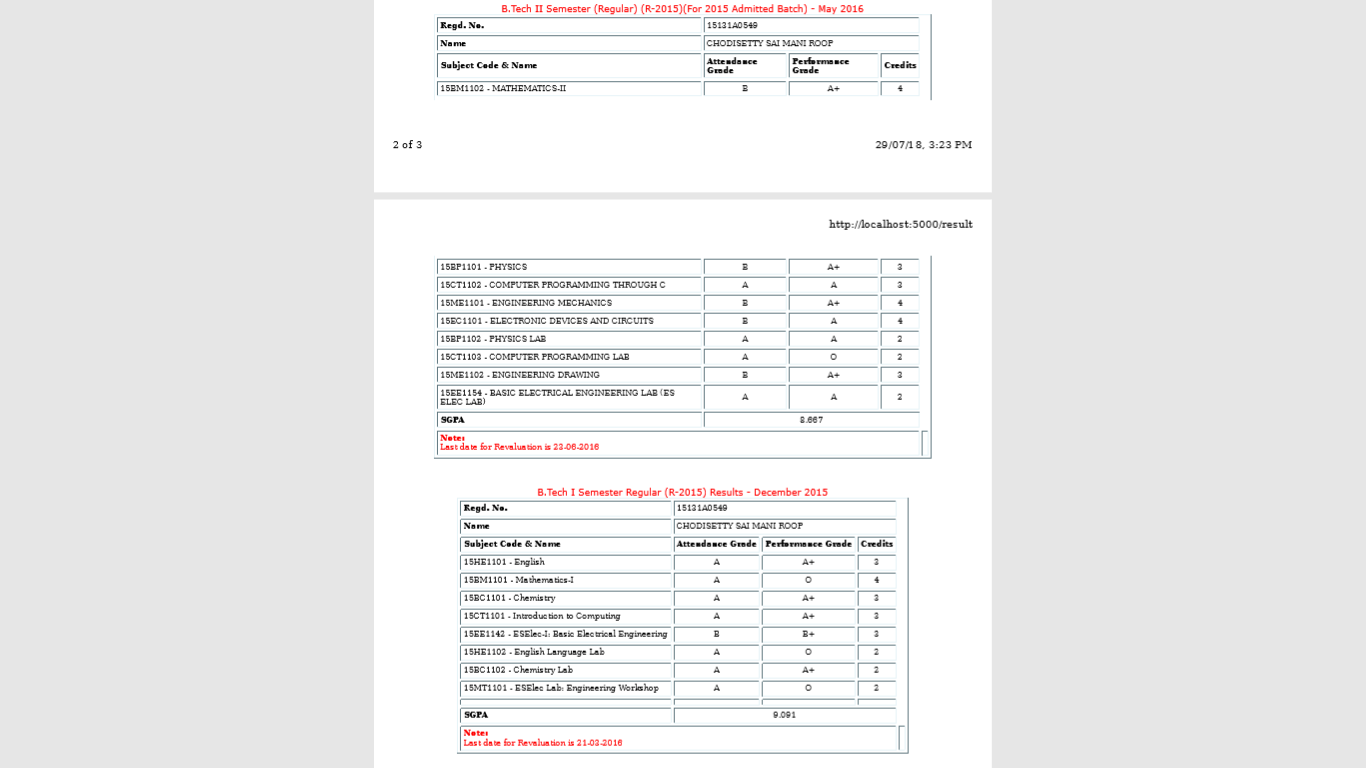 B.Tech II Semester (Regular) (R-2015)(For 2015 Admitted Batch) - May 2016
Regd. No. 15131A0549
Name CHODISETTY SAI MANI ROOP
Subject Code & Name Attendance Grade Performance Grade Credits
15BM1102 - MATHEMATICS-II B A+ 4
2 of 3 29/07/18, 3:23 PM
http://localhost:5000/result
15BP1101 - PHYSICS B A+ 3
15CT1102 - COMPUTER PROGRAMMING THROUGH C A A 3
15ME1101 - ENGINEERING MECHANICS B A+ 4
15EC1101 - ELECTRONIC DEVICES AND CIRCUITS B A 4
15BP1102 - PHYSICS LAB A A 2
15CT1103 - COMPUTER PROGRAMMING LAB A O 2
15ME1102 - ENGINEERING DRAWING B A+ 3
15EE1154 - BASIC ELECTRICAL ENGINEERING LAB (ES
ELEC LAB) A A 2
SGPA 8.667
Note:
Last date for Revaluation is 23-06-2016
B.Tech I Semester Regular (R-2015) Results - December 2015
Regd. No. 15131A0549
Name CHODISETTY SAI MANI ROOP
Subject Code & Name Attendance Grade Performance Grade Credits
15HE1101 - English A A+ 3
15BM1101 - Mathematics-I A O 4
15BC1101 - Chemistry A A+ 3
15CT1101 - Introduction to Computing A A+ 3
15EE1142 - ESElec-I: Basic Electrical Engineering B B+ 3
15HE1102 - English Language Lab A O 2
15BC1102 - Chemistry Lab A A+ 2
15MT1101 - ESElec Lab: Engineering Workshop A O 2
SGPA 9.091
Note:
Last date for Revaluation is 21-03-2016